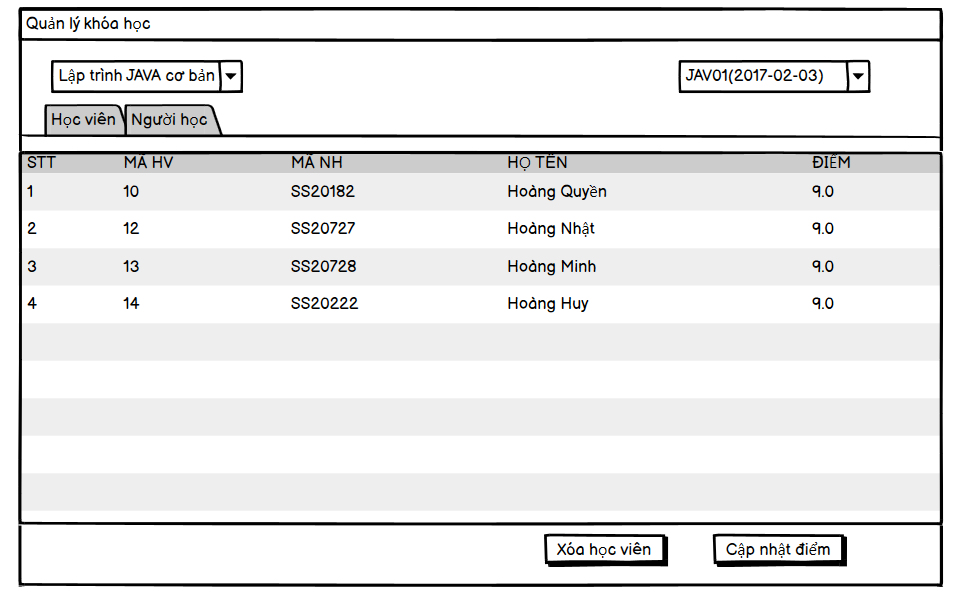 Quản lý khóa học
Lập trình JAVA cơ bản JAV01(2017-02-03)
Học viên Người học
STT MÃ HV MÃ NH HỌ TÊN ĐIỂM
1 10 SS20182 Hoàng Quyền 9.0
2 12 SS20727 Hoàng Nhật 9.0
3 13 SS20728 Hoàng Minh 9.0
4 14 SS20222 Hoàng Huy 9.0
Xóa học viên Cập nhật điểm